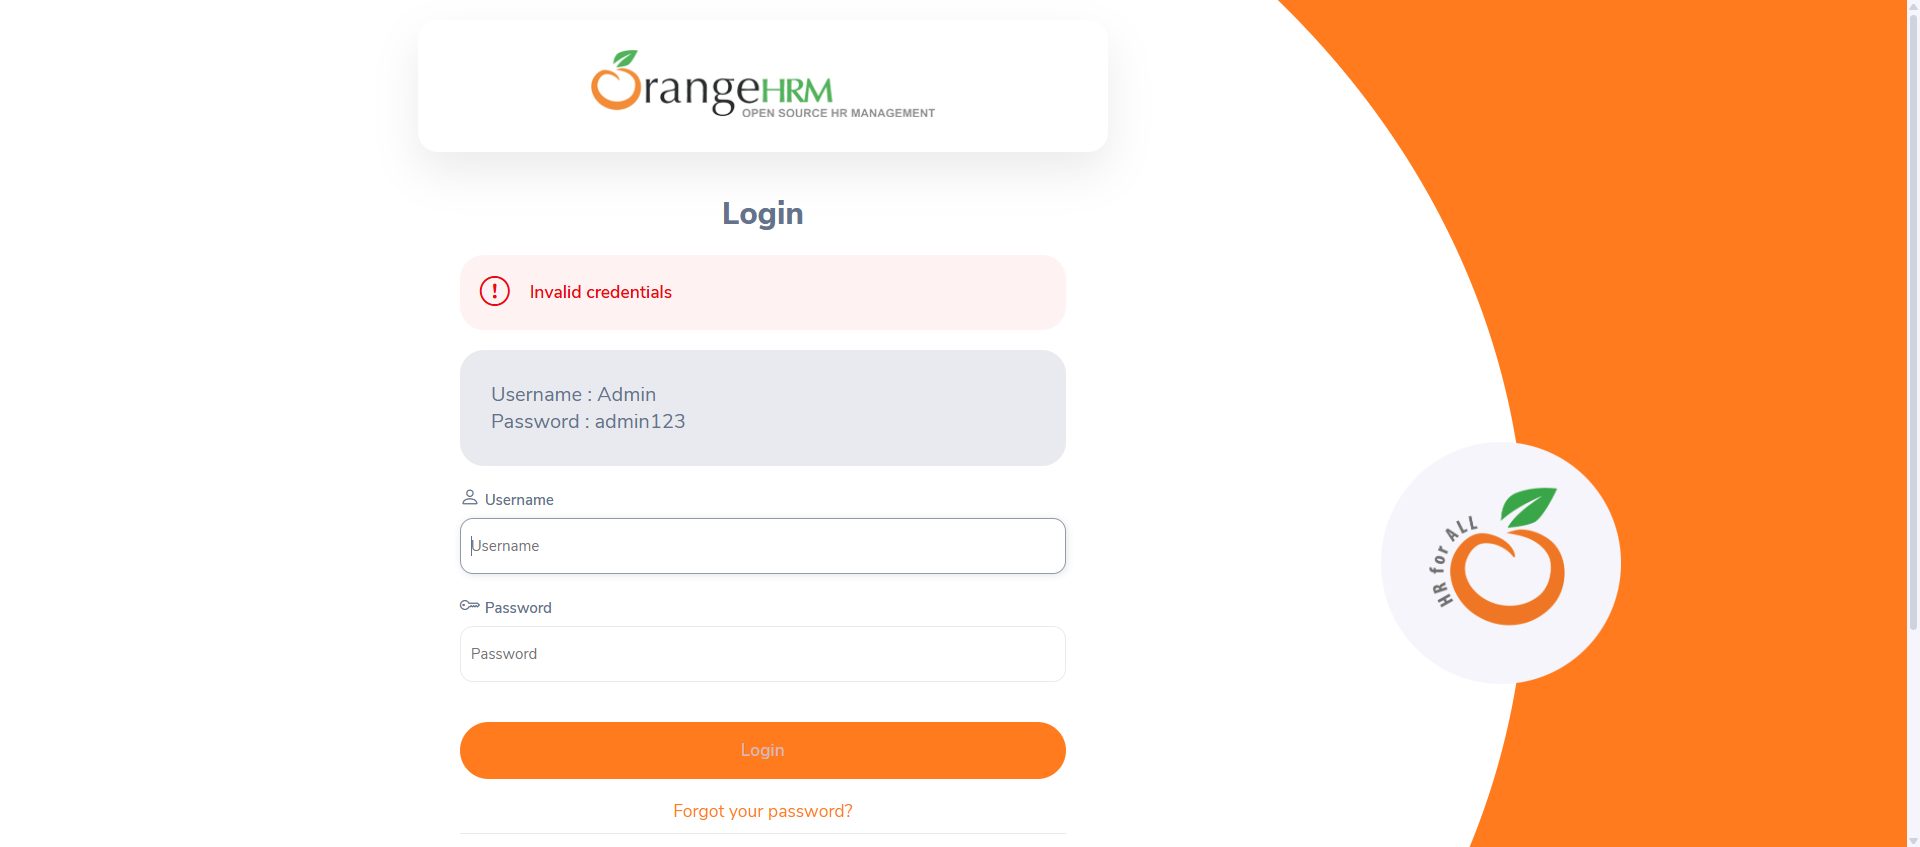 OrangeHRM
OPEN SOURCE HR MANAGEMENT
Login
Invalid credentials
Username : Admin
Password : admin123
Username
Username
Password
Password
Login
Forgot your password?
HR for ALL